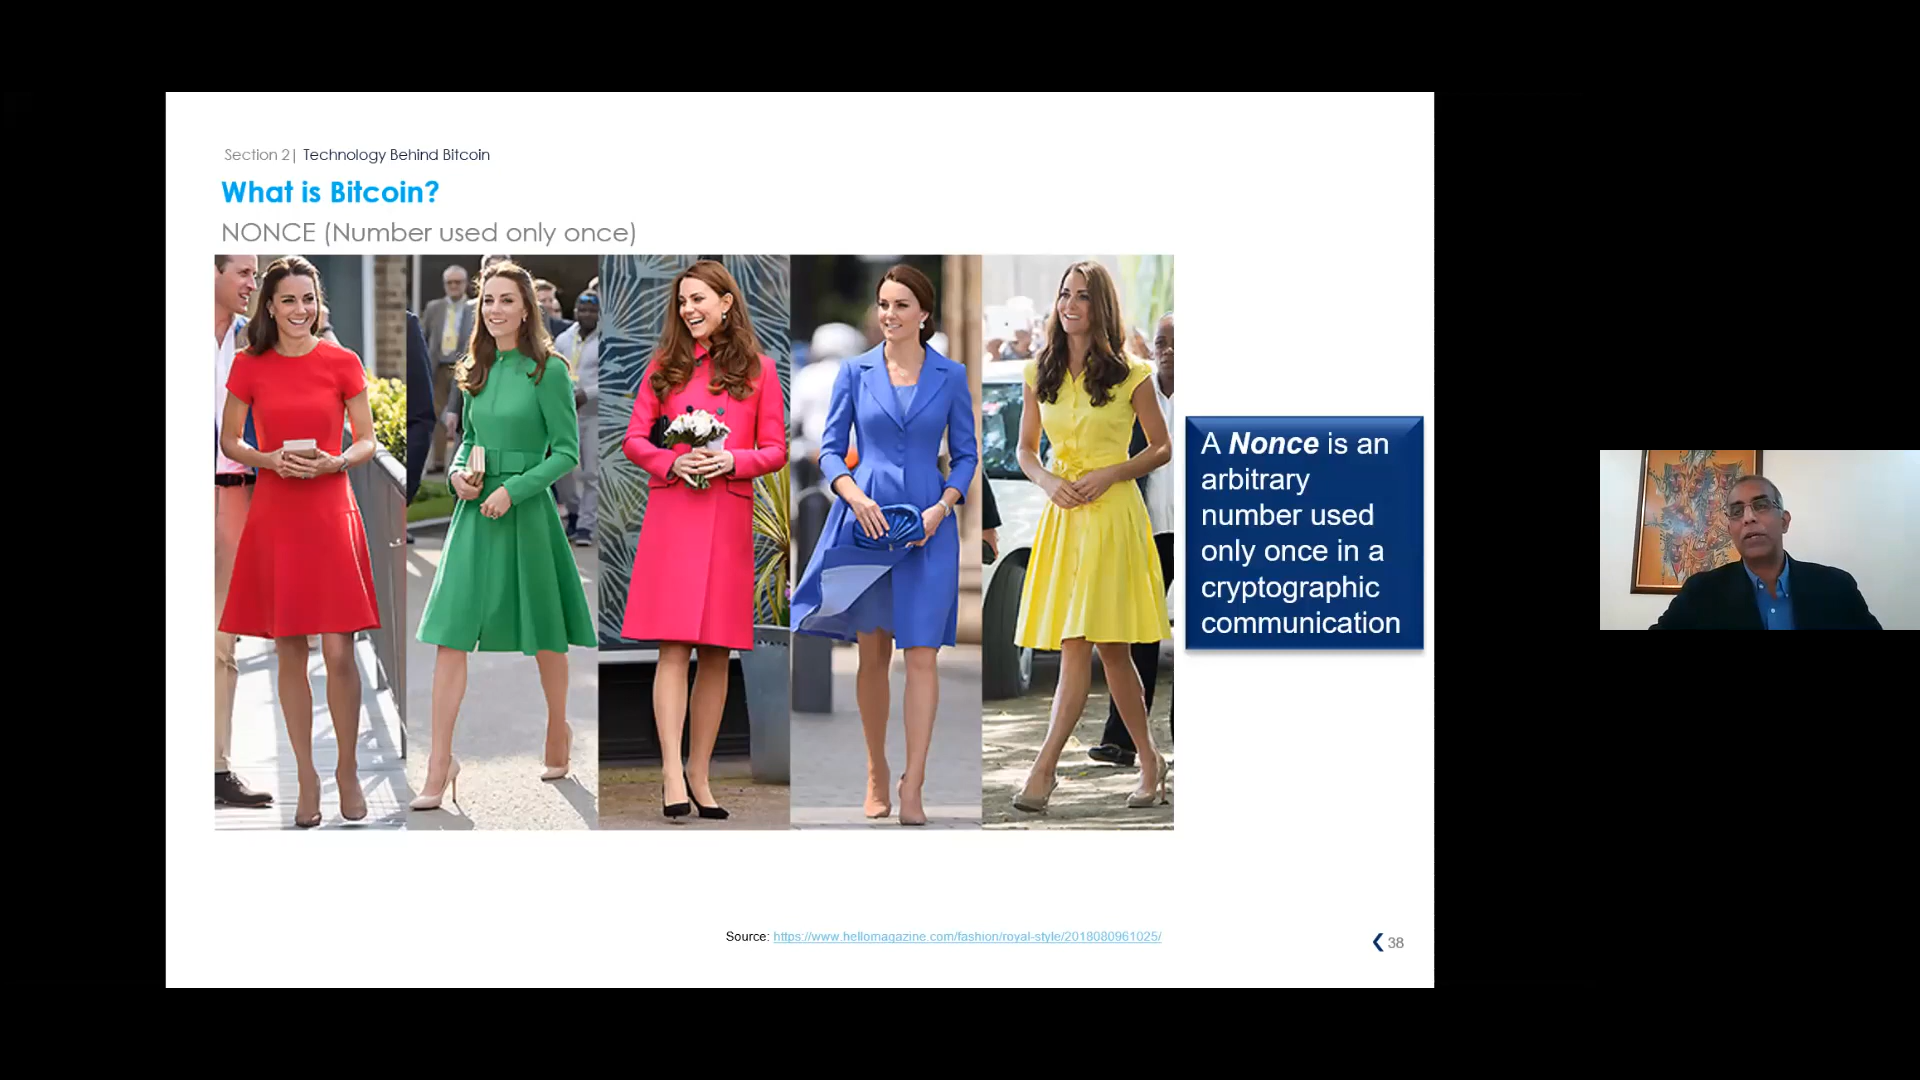 Section 2| Technology Behind Bitcoin
What is Bitcoin?
NONCE (Number used only once)
A Nonce is an
arbitrary
number used
only once in a
cryptographic
communication
Source: https://www.hellomagazine.com/fashion/royal-style/2018080961025/
38